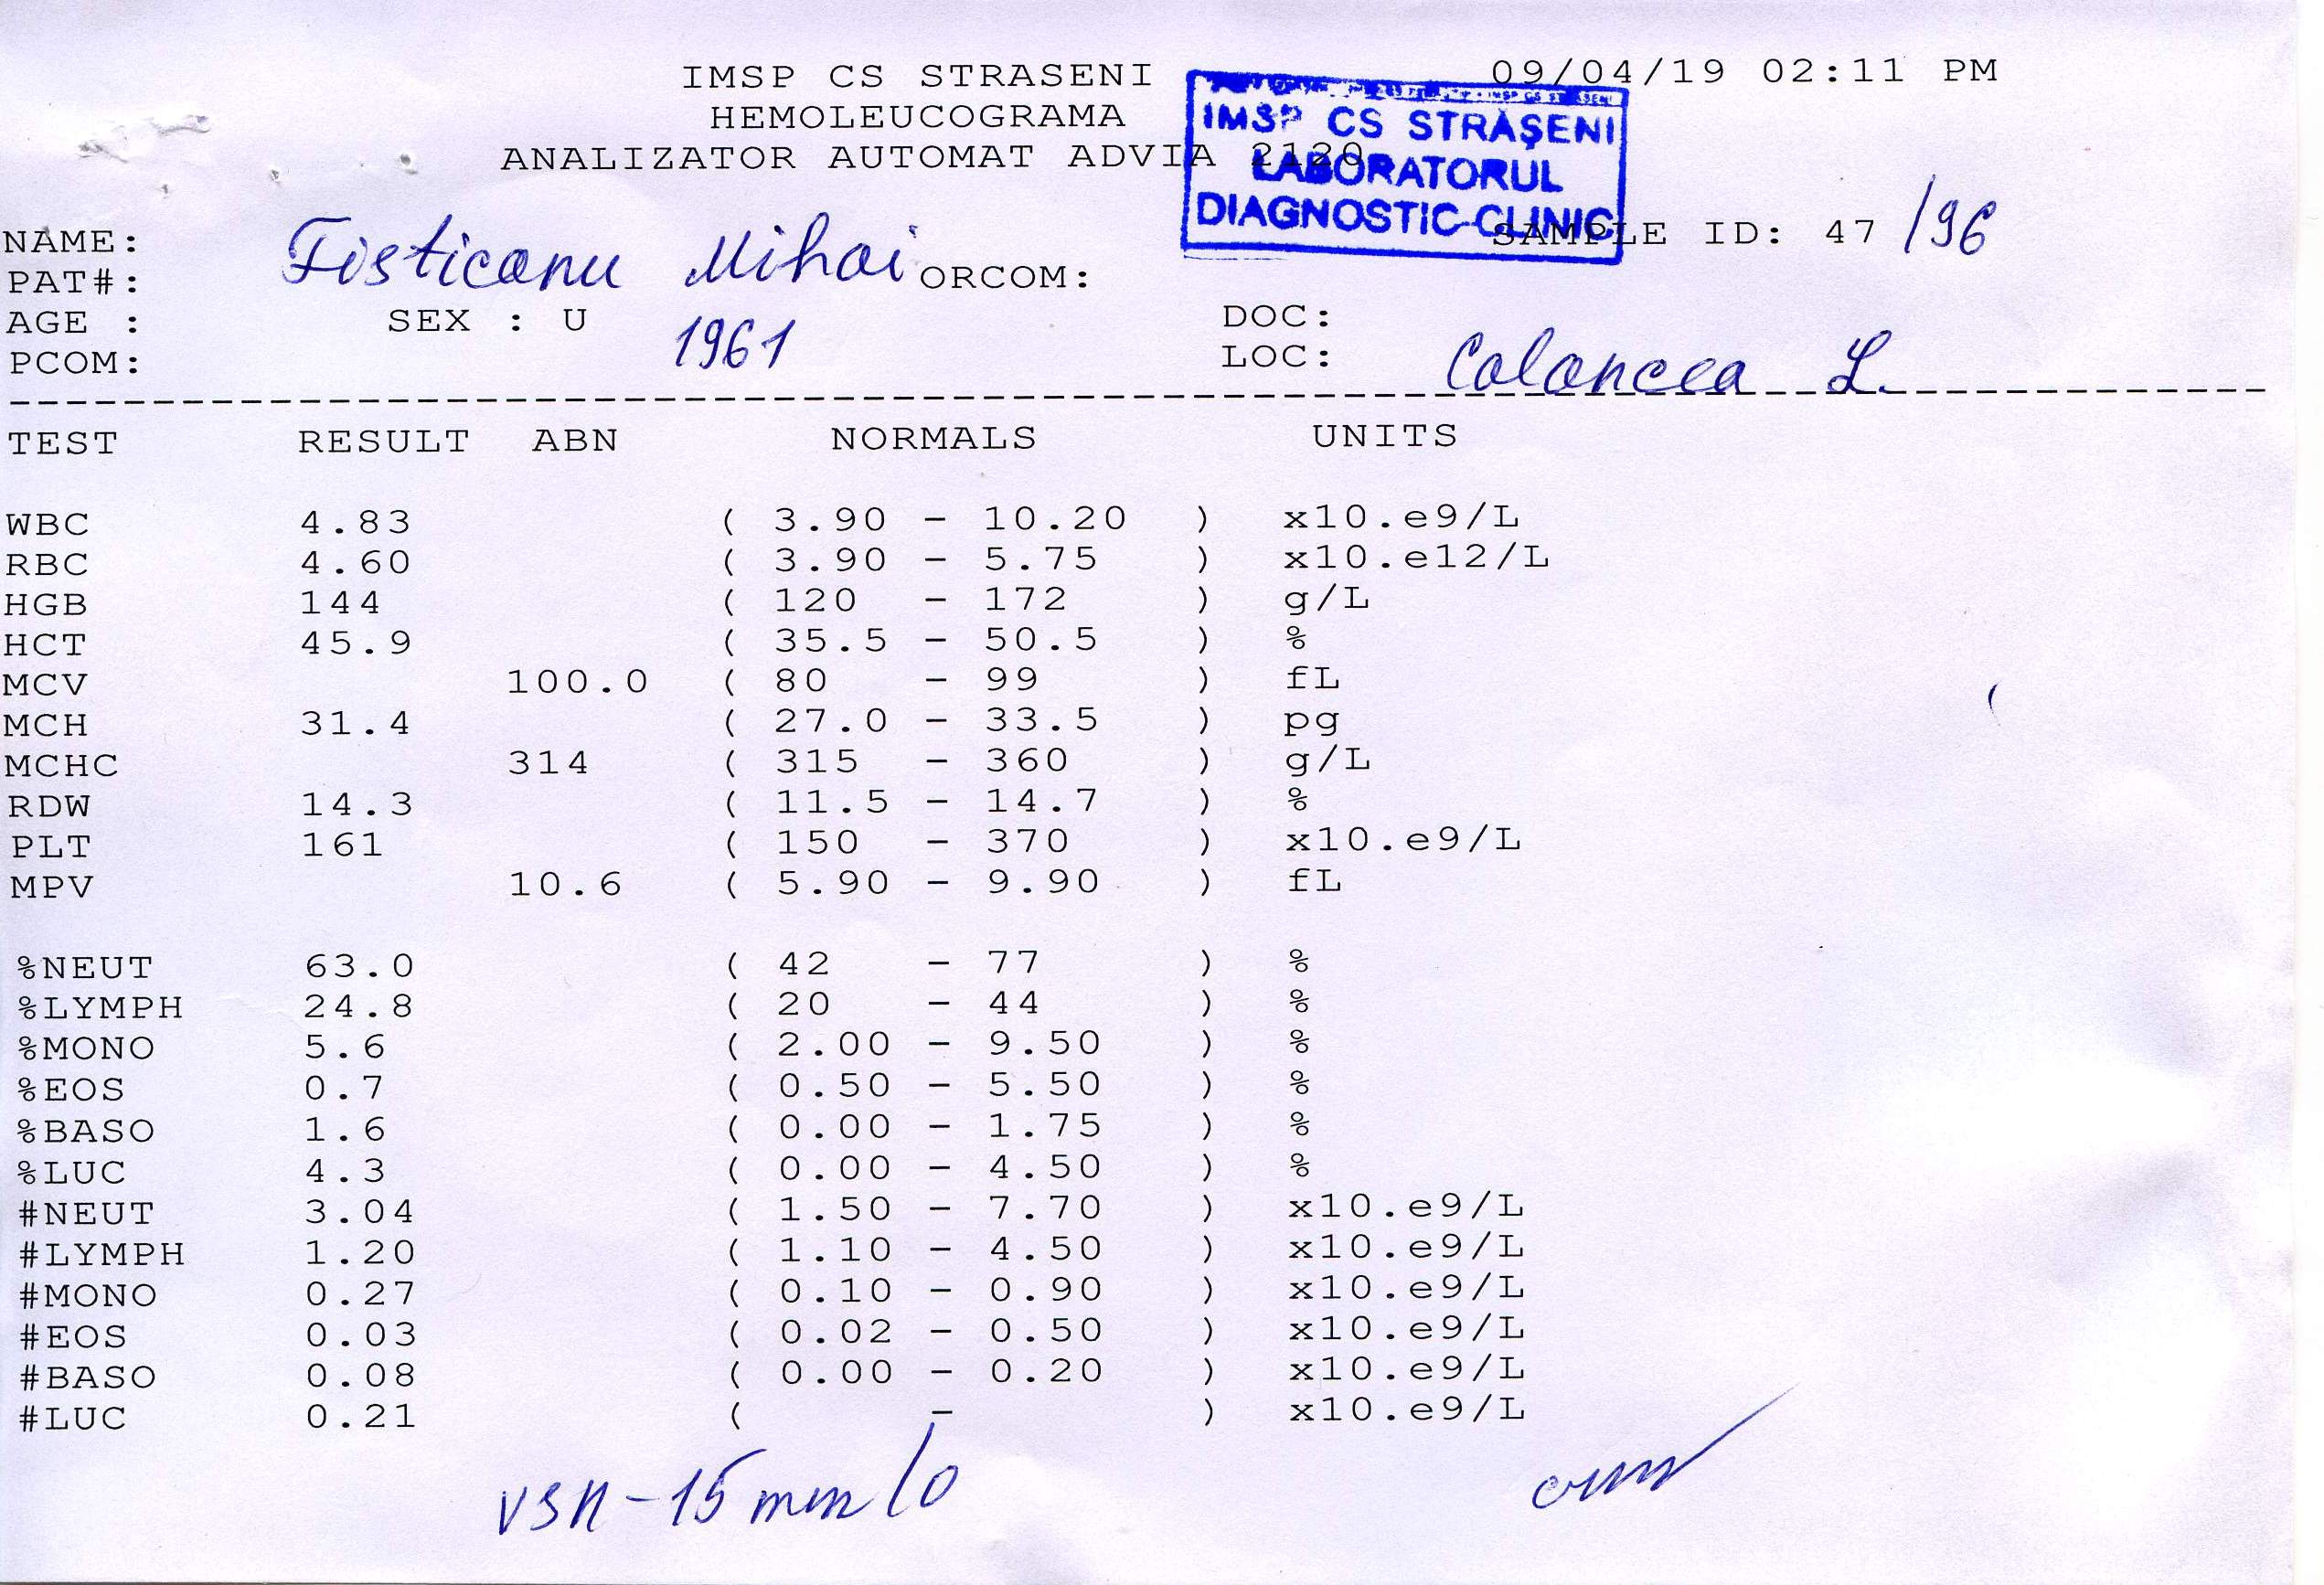 IMSP CS STRASENI 09/04/19 02:11 PM
HEMOLEUCOGRAMA
ANALIZATOR AUTOMAT ADVIA 2120
IMSP CS STRĂŞENI
LABORATORUL
DIAGNOSTIC-CLINIC
NAME: Fosticanu Mihai SAMPLE ID: 47 /96
PAT#: ORCOM:
AGE : SEX : U 1961 DOC:
PCOM: LOC: Colancea L.
TEST RESULT ABN NORMALS UNITS
WBC 4.83 ( 3.90 - 10.20 ) x10.e9/L
RBC 4.60 ( 3.90 - 5.75 ) x10.e12/L
HGB 144 ( 120 - 172 ) g/L
HCT 45.9 ( 35.5 - 50.5 ) %
MCV 100.0 ( 80 - 99 ) fL
MCH 31.4 ( 27.0 - 33.5 ) pg
MCHC 314 ( 315 - 360 ) g/L
RDW 14.3 ( 11.5 - 14.7 ) %
PLT 161 ( 150 - 370 ) x10.e9/L
MPV 10.6 ( 5.90 - 9.90 ) fL
%NEUT 63.0 ( 42 - 77 ) %
%LYMPH 24.8 ( 20 - 44 ) %
%MONO 5.6 ( 2.00 - 9.50 ) %
%EOS 0.7 ( 0.50 - 5.50 ) %
%BASO 1.6 ( 0.00 - 1.75 ) %
%LUC 4.3 ( 0.00 - 4.50 ) %
#NEUT 3.04 ( 1.50 - 7.70 ) x10.e9/L
#LYMPH 1.20 ( 1.10 - 4.50 ) x10.e9/L
#MONO 0.27 ( 0.10 - 0.90 ) x10.e9/L
#EOS 0.03 ( 0.02 - 0.50 ) x10.e9/L
#BASO 0.08 ( 0.00 - 0.20 ) x10.e9/L
#LUC 0.21 ( - ) x10.e9/L
VSH - 15 mm/o